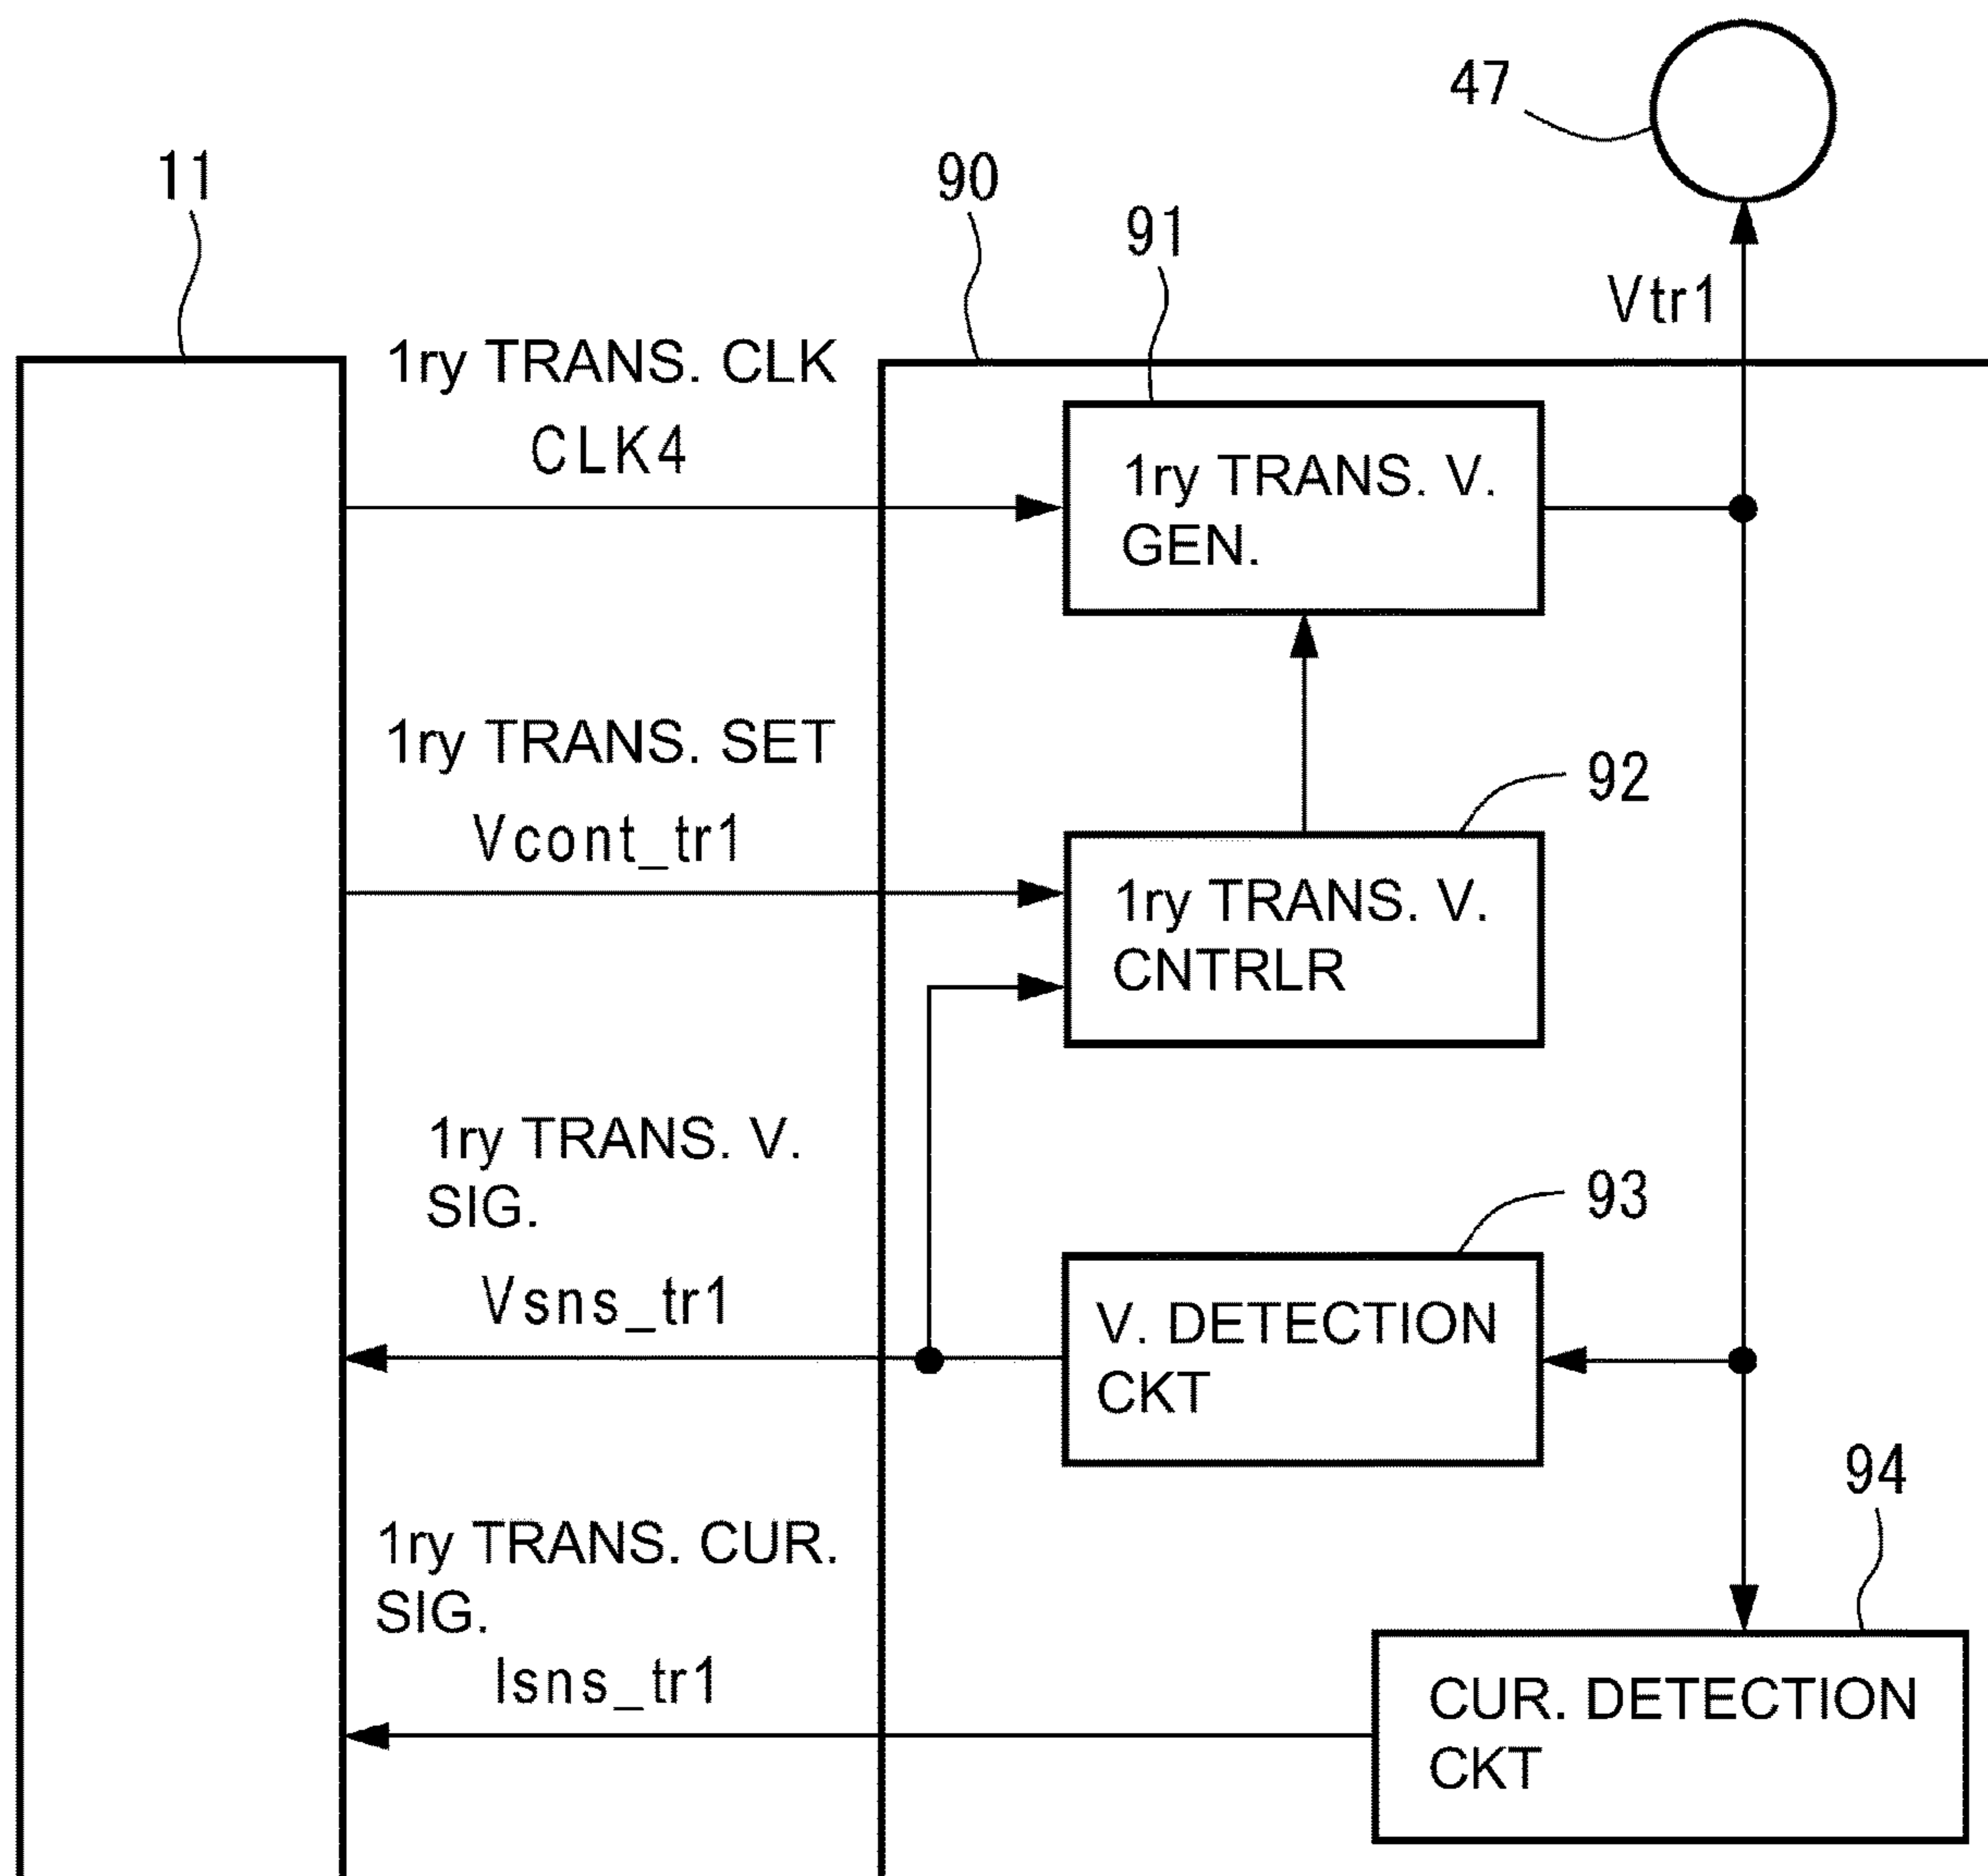 47
11
90
91
Vtr1
1ry TRANS. CLK
CLK4
1ry TRANS. V.
GEN.
1ry TRANS. SET
Vcont_tr1
92
1ry TRANS. V.
CNTRLR
1ry TRANS. V.
SIG.
Vsns_tr1
93
V. DETECTION
CKT
94
1ry TRANS. CUR.
SIG.
Isns_tr1
CUR. DETECTION
CKT